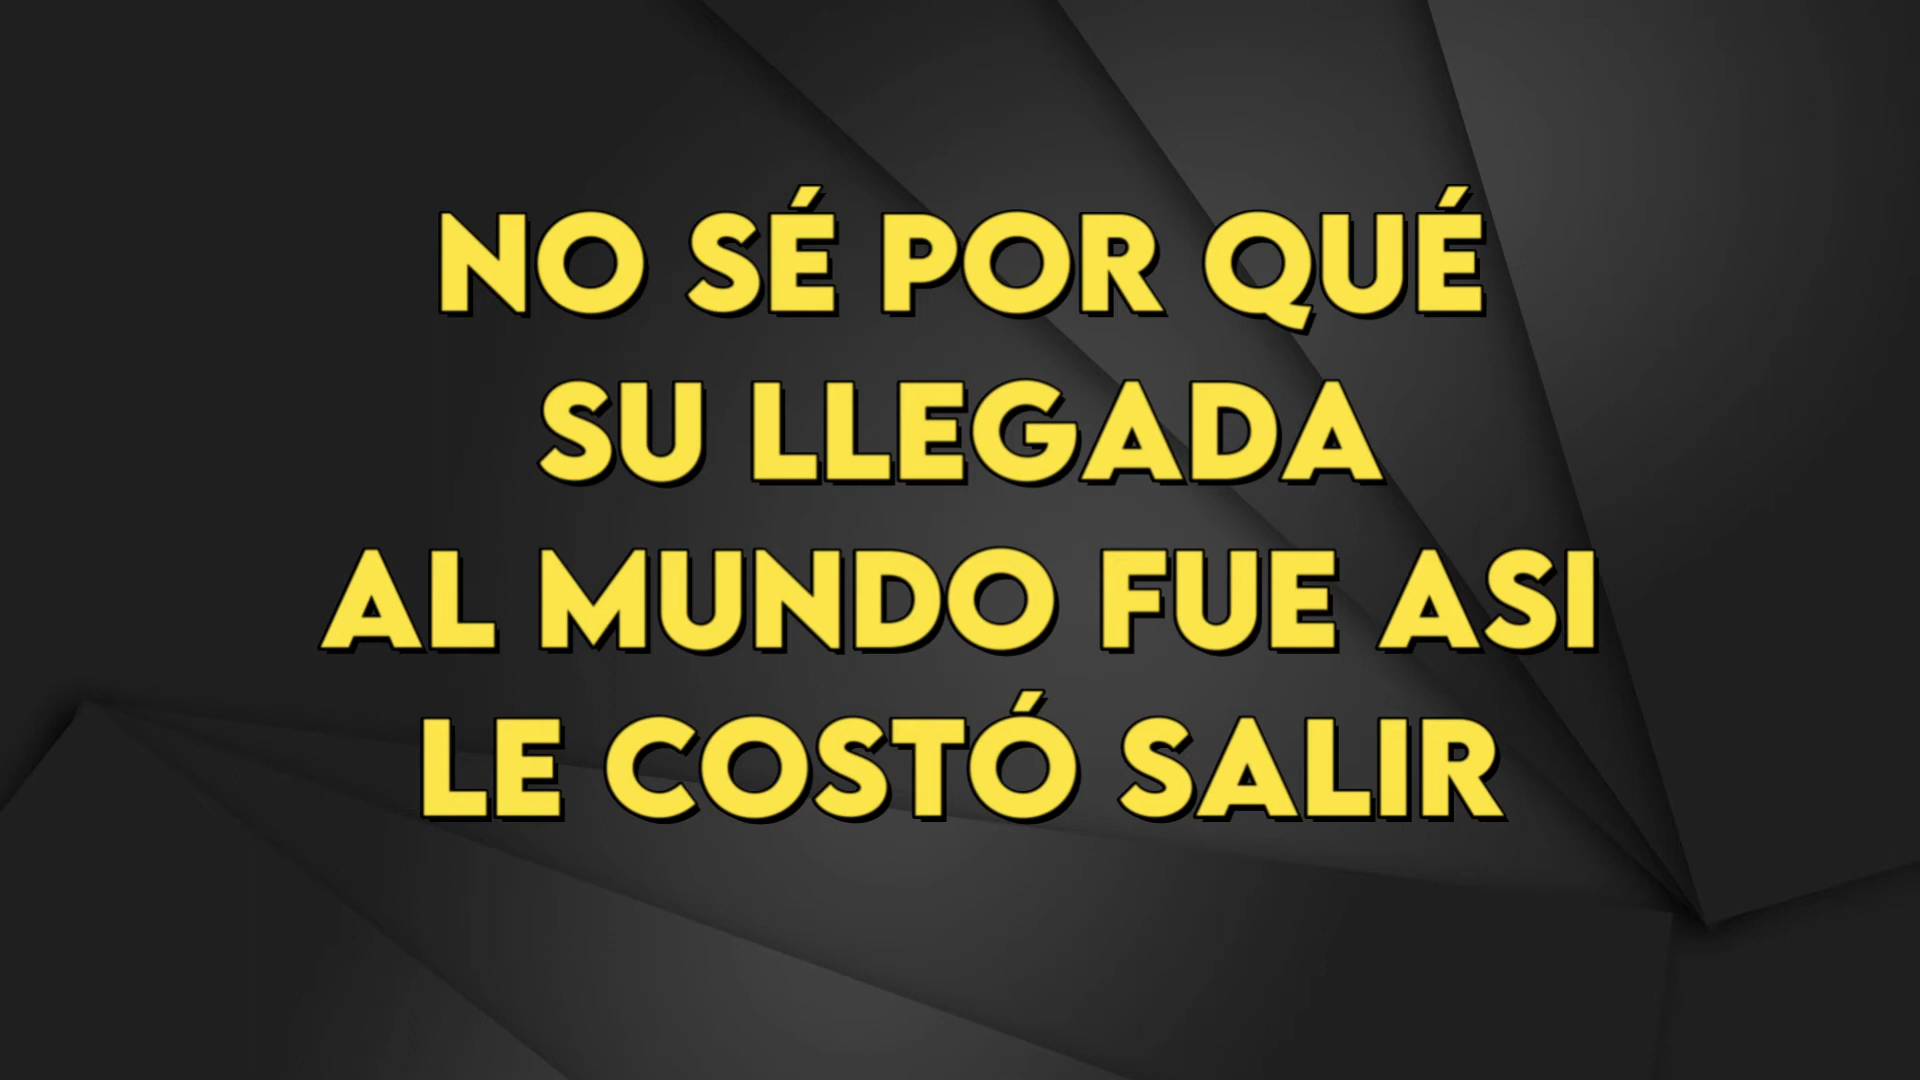 NO SÉ POR QUÉ
SU LLEGADA
AL MUNDO FUE ASI
LE COSTÓ SALIR